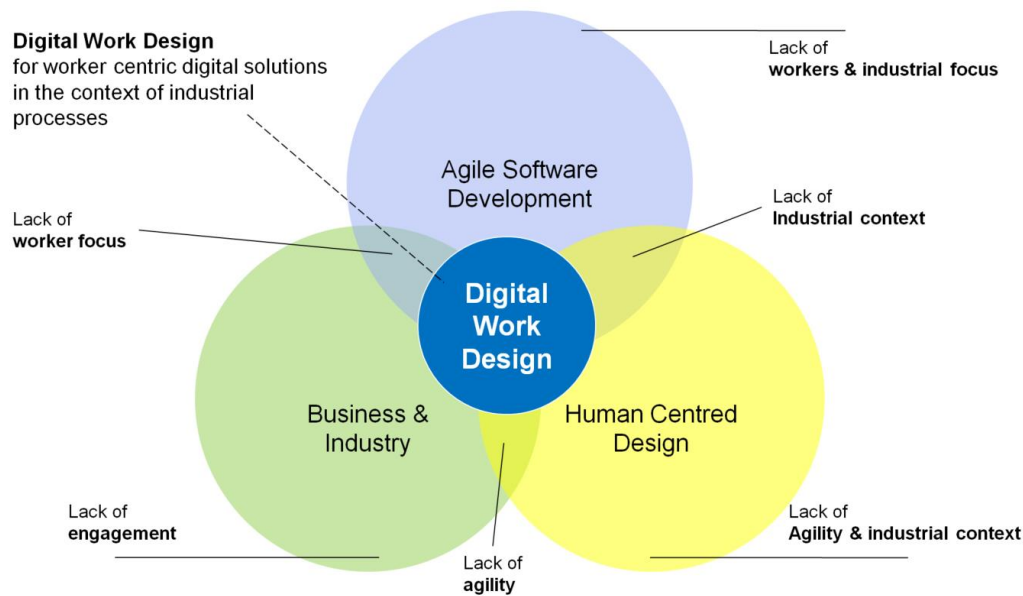 Digital Work Design
for worker centric digital solutions
in the context of industrial
processes
Lack of
workers & industrial focus
Agile Software
Development
Lack of
Industrial context
Lack of
worker focus
Digital
Work
Design
Business &
Industry
Human Centred
Design
Lack of
engagement
Lack of
agility
Lack of
Agility & industrial context